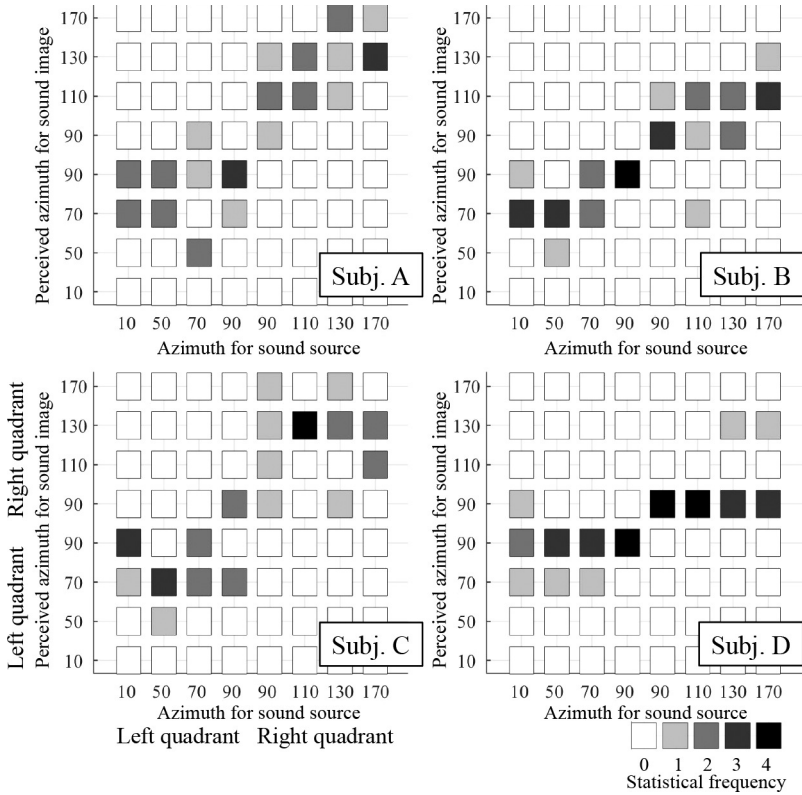 Perceived azimuth for sound image
170
130
110
90
90
70
50
10
Subj. A
10 50 70 90 90 110 130 170
Azimuth for sound source
Perceived azimuth for sound image
170
130
110
90
90
70
50
10
Subj. B
10 50 70 90 90 110 130 170
Azimuth for sound source
Left quadrant Right quadrant
Perceived azimuth for sound image
170
130
110
90
90
70
50
10
Subj. C
10 50 70 90 90 110 130 170
Azimuth for sound source
Left quadrant Right quadrant
Perceived azimuth for sound image
170
130
110
90
90
70
50
10
Subj. D
10 50 70 90 90 110 130 170
Azimuth for sound source
0 1 2 3 4
Statistical frequency